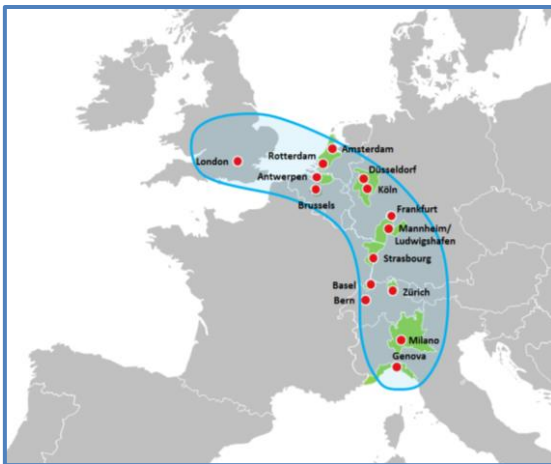 Amsterdam
Rotterdam
London
Antwerpen
Düsseldorf
Köln
Brussels
Frankfurt
Mannheim/
Ludwigshafen
Strasbourg
Basel
Zürich
Bern
Milano
Genova